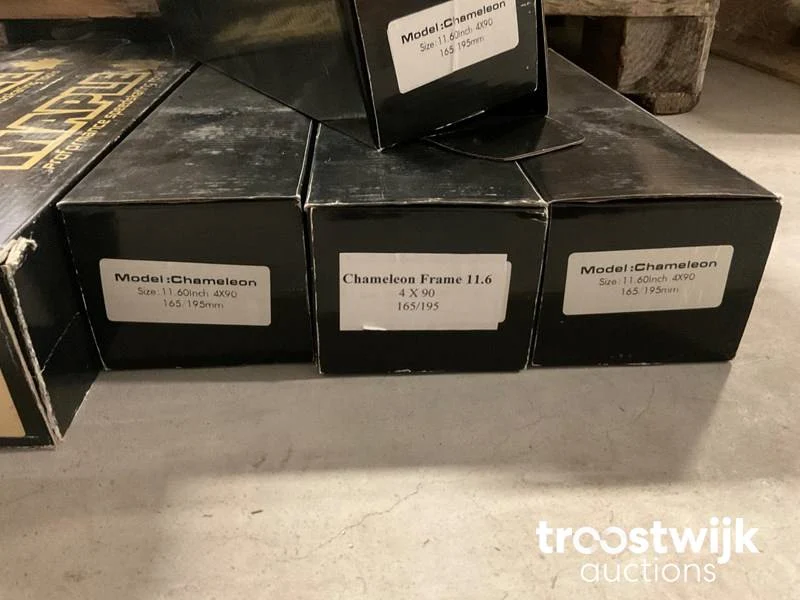 Model:Chameleon
Size:11.60Inch 4X90
165/195mm
Model:Chameleon
Size:11.60Inch 4X90
165/195mm
Chameleon Frame 11.6
4 X 90
165/195
Model:Chameleon
Size:11.60Inch 4X90
165/195mm
troostwijk
auctions